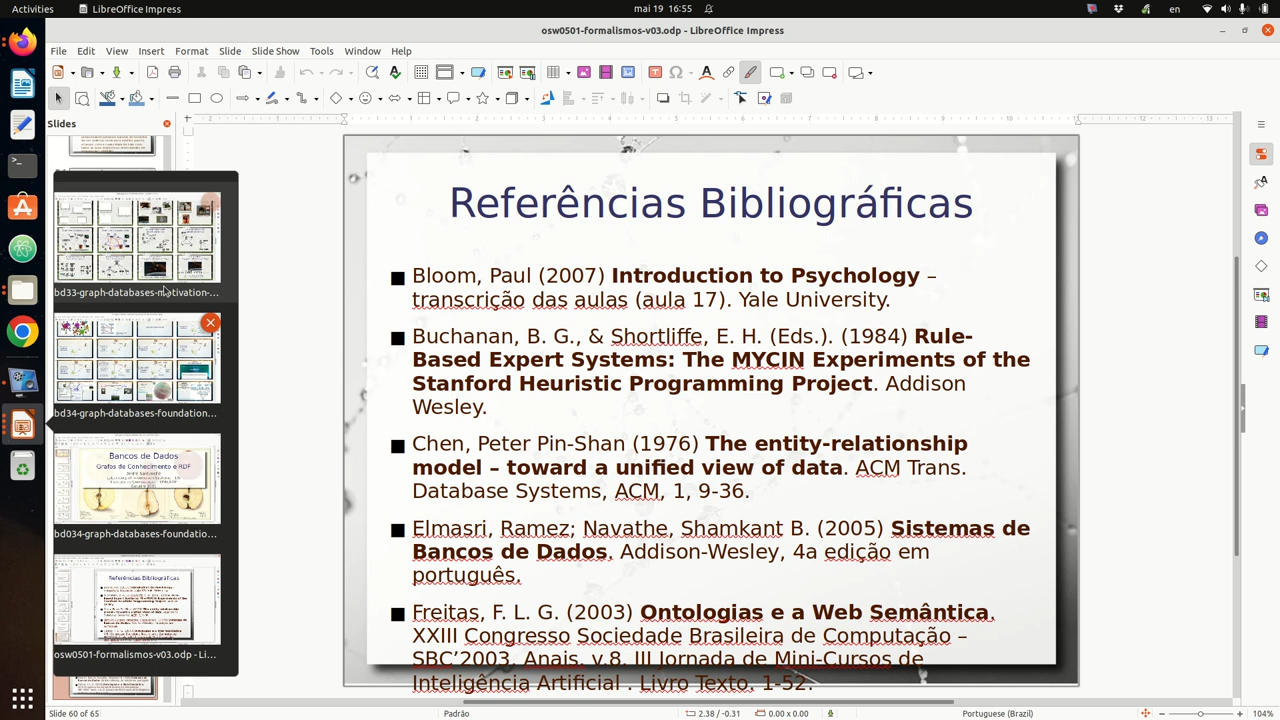 Activities
LibreOffice Impress
mai 19 16:55
en
osw0501-formalismos-v03.odp - LibreOffice Impress
File Edit View Insert Format Slide Slide Show Tools Window Help
Slides
bd33-graph-databases-motivation-...
bd34-graph-databases-foundation...
Bancos de Dados
Grafos de Conhecimento e RDF
bd034-graph-databases-foundatio...
Referências Bibliográficas
osw0501-formalismos-v03.odp - Li...
Referências Bibliográficas
Bloom, Paul (2007) Introduction to Psychology –
transcrição das aulas (aula 17). Yale University.
Buchanan, B. G., & Shortliffe, E. H. (Eds.). (1984) Rule-
Based Expert Systems: The MYCIN Experiments of the
Stanford Heuristic Programming Project. Addison
Wesley.
Chen, Peter Pin-Shan (1976) The entity-relationship
model – toward a unified view of data. ACM Trans.
Database Systems, ACM, 1, 9-36.
Elmasri, Ramez; Navathe, Shamkant B. (2005) Sistemas de
Bancos de Dados. Addison-Wesley, 4a edição em
português.
Freitas, F. L. G. (2003) Ontologias e a Web Semântica.
XXIII Congresso Sociedade Brasileira de Computação –
SBC’2003. Anais. v.8. III Jornada de Mini-Cursos de
Inteligência Artificial . Livro Texto. 1-52.
Slide 60 of 65
Padrão
2.38 / -0.31
0.00 x 0.00
Portuguese (Brazil)
104%